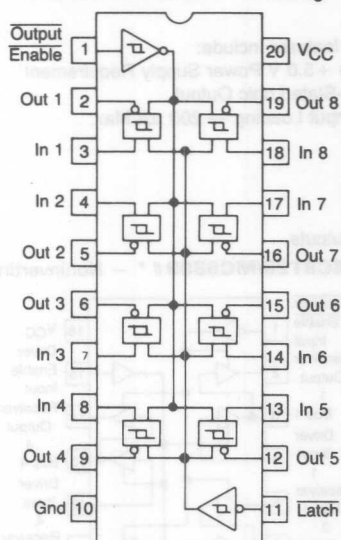 Output
Enable 1 20 VCC
Out 1 2 19 Out 8
In 1 3 18 In 8
In 2 4 17 In 7
Out 2 5 16 Out 7
Out 3 6 15 Out 6
In 3 7 14 In 6
In 4 8 13 In 5
Out 4 9 12 Out 5
Gnd 10 11 Latch